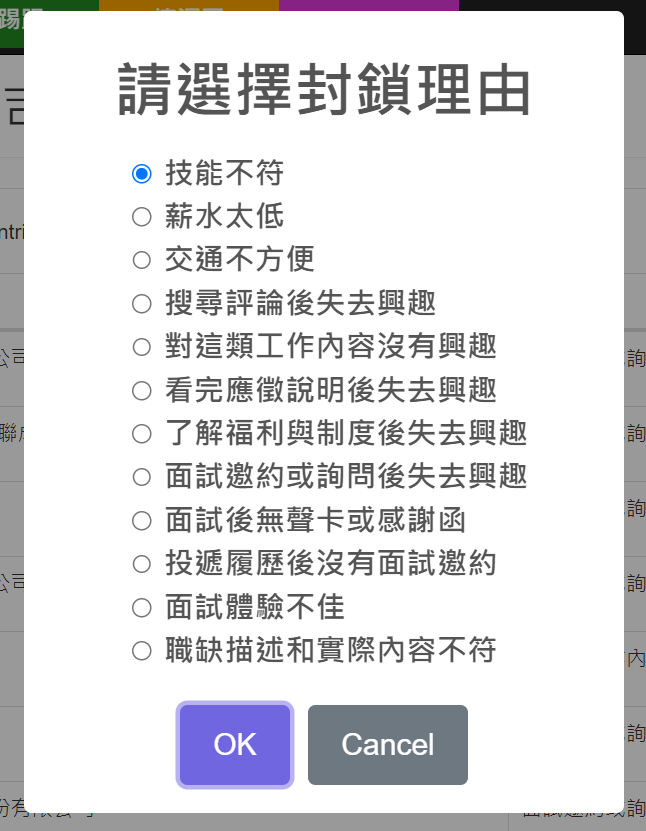 請選擇封鎖理由
技能不符
薪水太低
交通不方便
搜尋評論後失去興趣
對這類工作內容沒有興趣
看完應徵說明後失去興趣
了解福利與制度後失去興趣
面試邀約或詢問後失去興趣
面試後無聲卡或感謝函
投遞履歷後沒有面試邀約
面試體驗不佳
職缺描述和實際內容不符
OK
Cancel